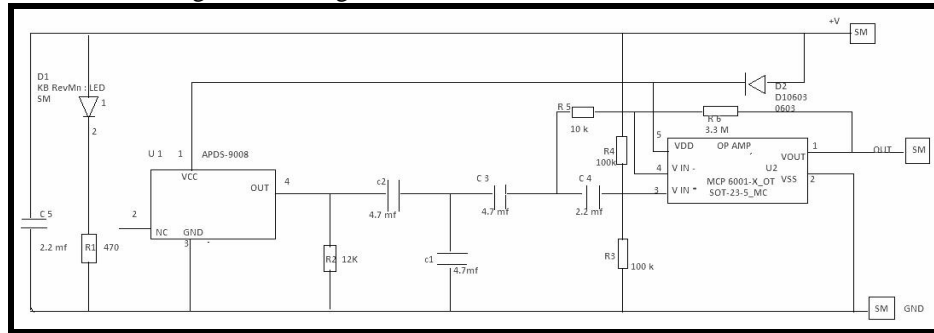 +V
SM
D1
KB RevMn : LED
SM
1
2
D2
D10603
0603
R 5
10 k
R 6
3.3 M
U 1
1
APDS-9008
VCC
OUT
4
2
NC
GND
3
R4
100k
5
VDD
OP AMP
VOUT
1
OUT
SM
4
V IN -
U2
MCP 6001-X_OT
VSS
2
3
V IN +
SOT-23-5_MC
c2
4.7 mf
C 3
4.7 mf
C 4
2.2 mf
C 5
2.2 mf
R1
470
R2
12K
c1
4.7mf
R3
100 k
SM
GND